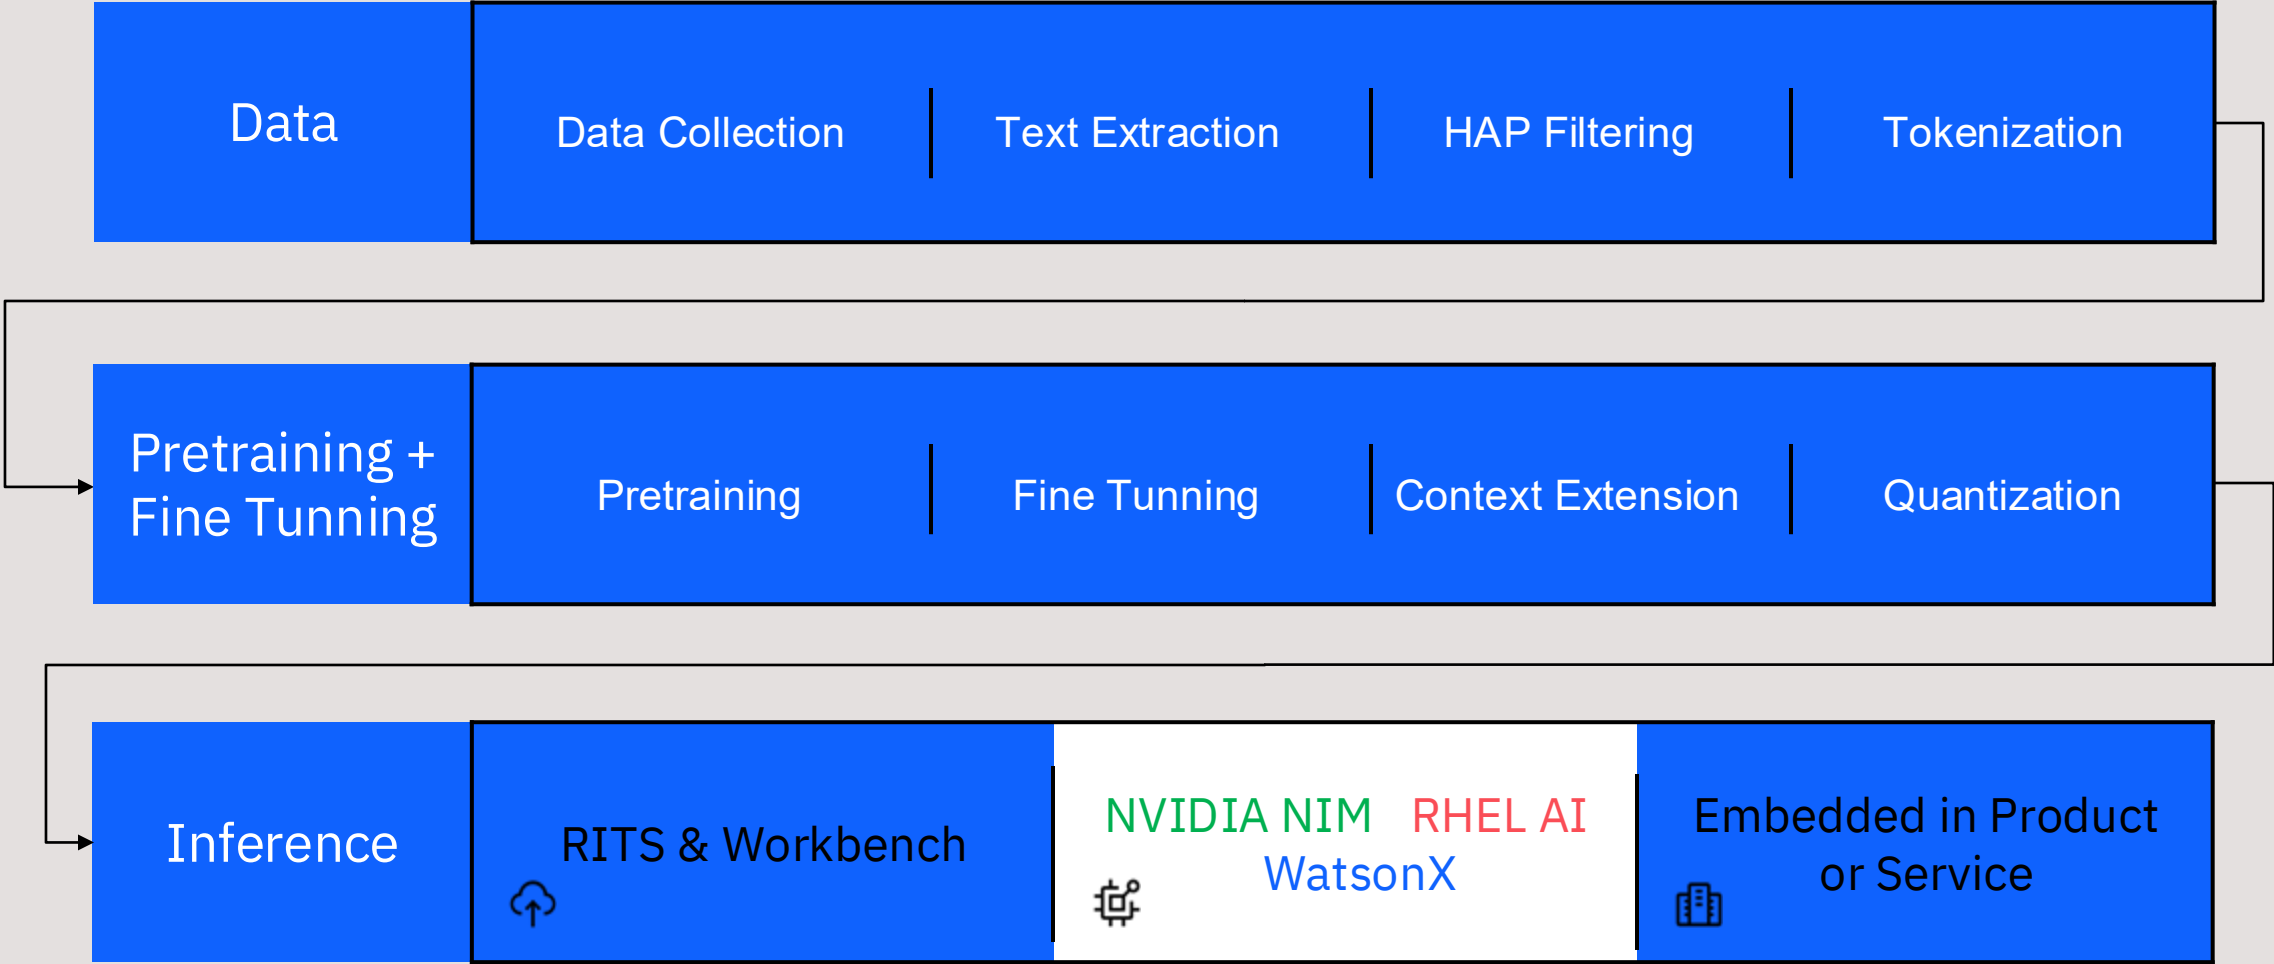 Data
Data Collection
Text Extraction
HAP Filtering
Tokenization
Pretraining +
Fine Tunning
Pretraining
Fine Tunning
Context Extension
Quantization
Inference
RITS & Workbench
NVIDIA NIM RHEL AI
WatsonX
Embedded in Product
or Service